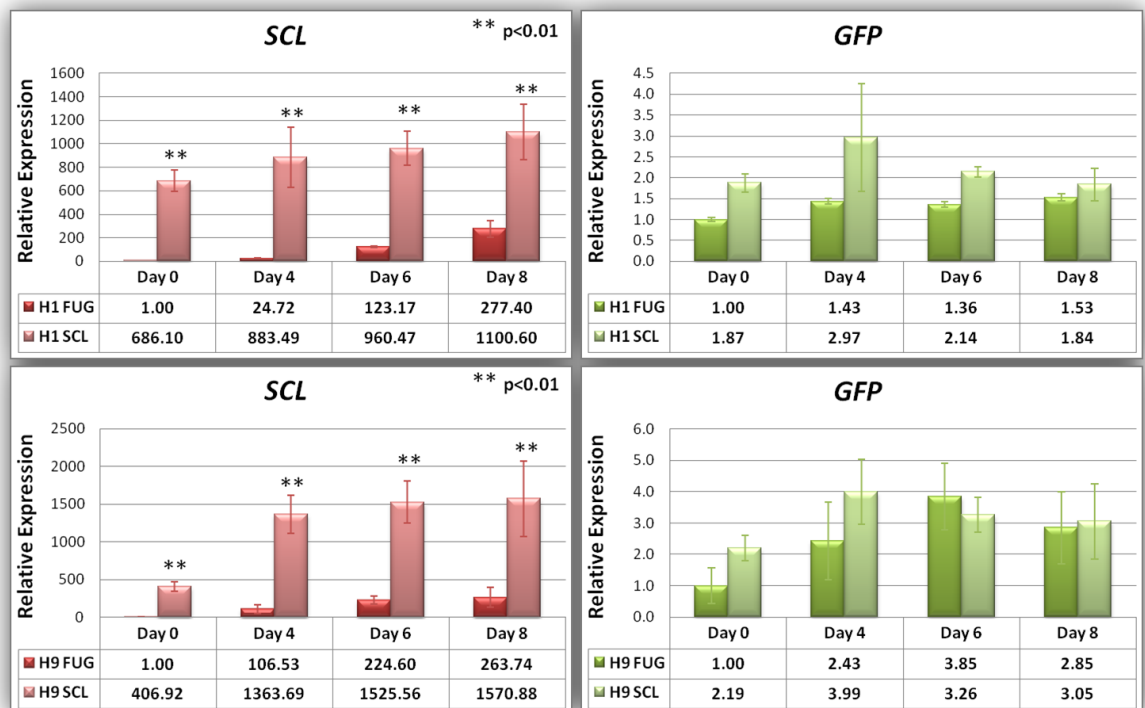 SCL
** p<0.01
Relative Expression
1600
1400
1200
1000
800
600
400
200
0
**
**
**
**
Day 0 Day 4 Day 6 Day 8
H1 FUG 1.00 24.72 123.17 277.40
H1 SCL 686.10 883.49 960.47 1100.60
GFP
Relative Expression
4.5
4.0
3.5
3.0
2.5
2.0
1.5
1.0
0.5
0.0
Day 0 Day 4 Day 6 Day 8
H1 FUG 1.00 1.43 1.36 1.53
H1 SCL 1.87 2.97 2.14 1.84
SCL
** p<0.01
Relative Expression
2500
2000
1500
1000
500
0
**
**
**
**
Day 0 Day 4 Day 6 Day 8
H9 FUG 1.00 106.53 224.60 263.74
H9 SCL 406.92 1363.69 1525.56 1570.88
GFP
Relative Expression
6.0
5.0
4.0
3.0
2.0
1.0
0.0
Day 0 Day 4 Day 6 Day 8
H9 FUG 1.00 2.43 3.85 2.85
H9 SCL 2.19 3.99 3.26 3.05